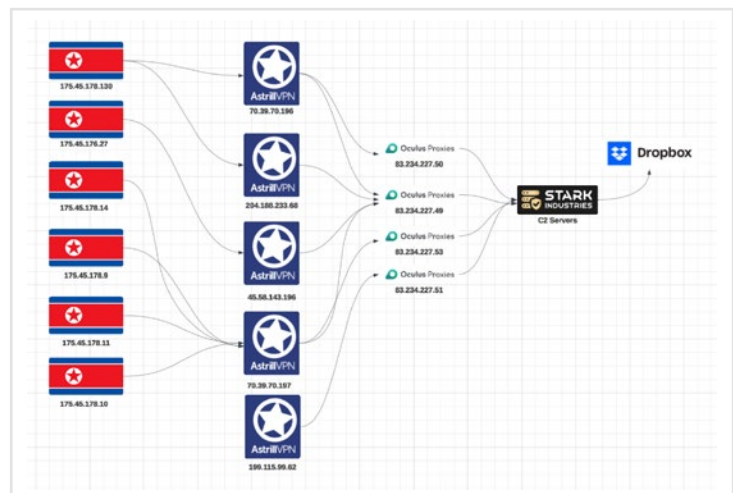 175.45.178.130
175.45.176.27
175.45.178.14
175.45.178.9
175.45.178.11
175.45.178.10
AstrillVPN
70.39.70.196
AstrillVPN
204.188.233.68
AstrillVPN
45.58.143.196
AstrillVPN
70.39.70.197
AstrillVPN
199.115.99.62
Oculus Proxies
83.234.227.50
Oculus Proxies
83.234.227.49
Oculus Proxies
83.234.227.53
Oculus Proxies
83.234.227.51
STARK
INDUSTRIES
C2 Servers
Dropbox